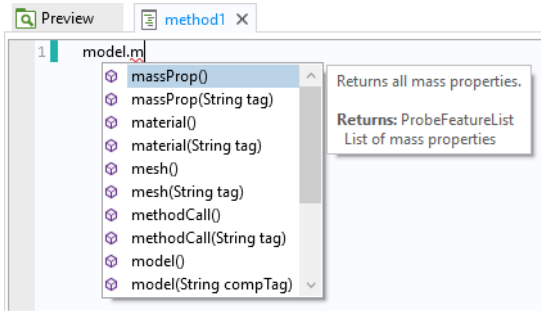 Preview
method1
1 model.m
massProp()
massProp(String tag)
material()
material(String tag)
mesh()
mesh(String tag)
methodCall()
methodCall(String tag)
model()
model(String compTag)
Returns all mass properties.
Returns: ProbeFeatureList
List of mass properties